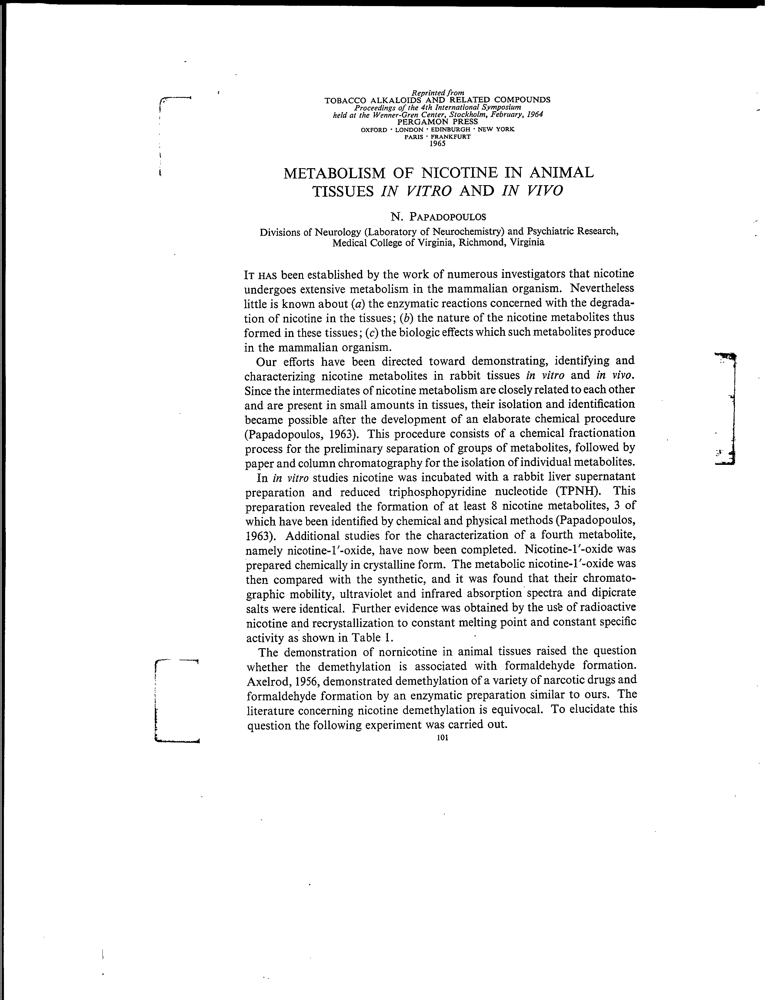 Reprinted from
TOBACCO ALKALOIDS AND RELATED COMPOUNDS
Proceedings of the 4th International Symposium
held at the Wenner-Gren Center, Stockholm, February, 1964
PERGAMON PRESS
OXFORD · LONDON · EDINBURGH · NEW YORK
PARIS · FRANKFURT
1965
METABOLISM OF NICOTINE IN ANIMAL
TISSUES IN VITRO AND IN VIVO
N. PAPADOPOULOS
Divisions of Neurology (Laboratory of Neurochemistry) and Psychiatric Research,
Medical College of Virginia, Richmond, Virginia
IT HAS been established by the work of numerous investigators that nicotine
undergoes extensive metabolism in the mammalian organism. Nevertheless
little is known about (a) the enzymatic reactions concerned with the degrada-
tion of nicotine in the tissues; (b) the nature of the nicotine metabolites thus
formed in these tissues; (c) the biologic effects which such metabolites produce
in the mammalian organism.
Our efforts have been directed toward demonstrating, identifying and
characterizing nicotine metabolites in rabbit tissues in vitro and in vivo.
Since the intermediates of nicotine metabolism are closely related to each other
and are present in small amounts in tissues, their isolation and identification
became possible after the development of an elaborate chemical procedure
(Papadopoulos, 1963). This procedure consists of a chemical fractionation
process for the preliminary separation of groups of metabolites, followed by
paper and column chromatography for the isolation of individual metabolites.
In in vitro studies nicotine was incubated with a rabbit liver supernatant
preparation and reduced triphosphopyridine nucleotide (TPNH). This
preparation revealed the formation of at least 8 nicotine metabolites, 3 of
which have been identified by chemical and physical methods (Papadopoulos,
1963). Additional studies for the characterization of a fourth metabolite,
namely nicotine-1′-oxide, have now been completed. Nicotine-1′-oxide was
prepared chemically in crystalline form. The metabolic nicotine-1′-oxide was
then compared with the synthetic, and it was found that their chromato-
graphic mobility, ultraviolet and infrared absorption spectra and dipicrate
salts were identical. Further evidence was obtained by the use of radioactive
nicotine and recrystallization to constant melting point and constant specific
activity as shown in Table 1.
The demonstration of nornicotine in animal tissues raised the question
whether the demethylation is associated with formaldehyde formation.
Axelrod, 1956, demonstrated demethylation of a variety of narcotic drugs and
formaldehyde formation by an enzymatic preparation similar to ours. The
literature concerning nicotine demethylation is equivocal. To elucidate this
question the following experiment was carried out.
101